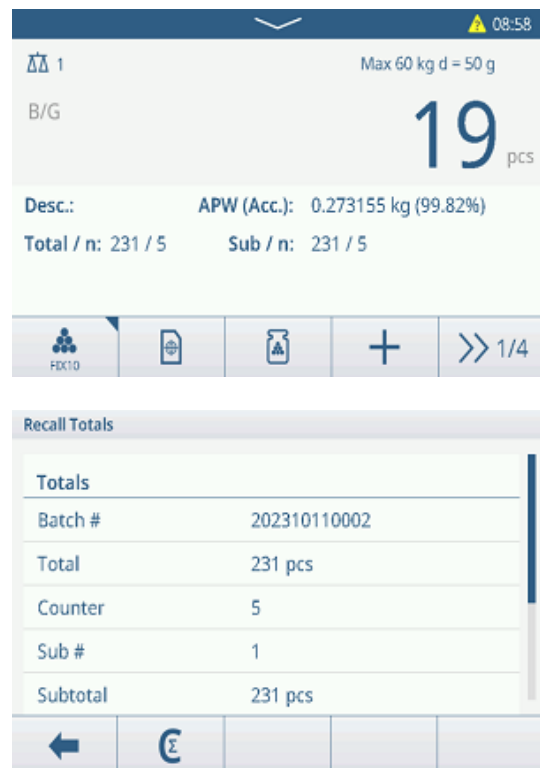 08:58
1 Max 60 kg d = 50 g
B/G
19 pcs
Desc.: APW (Acc.): 0.273155 kg (99.82%)
Total / n: 231 / 5 Sub / n: 231 / 5
FIX10 1/4
Recall Totals
Totals
Batch # 202310110002
Total 231 pcs
Counter 5
Sub # 1
Subtotal 231 pcs